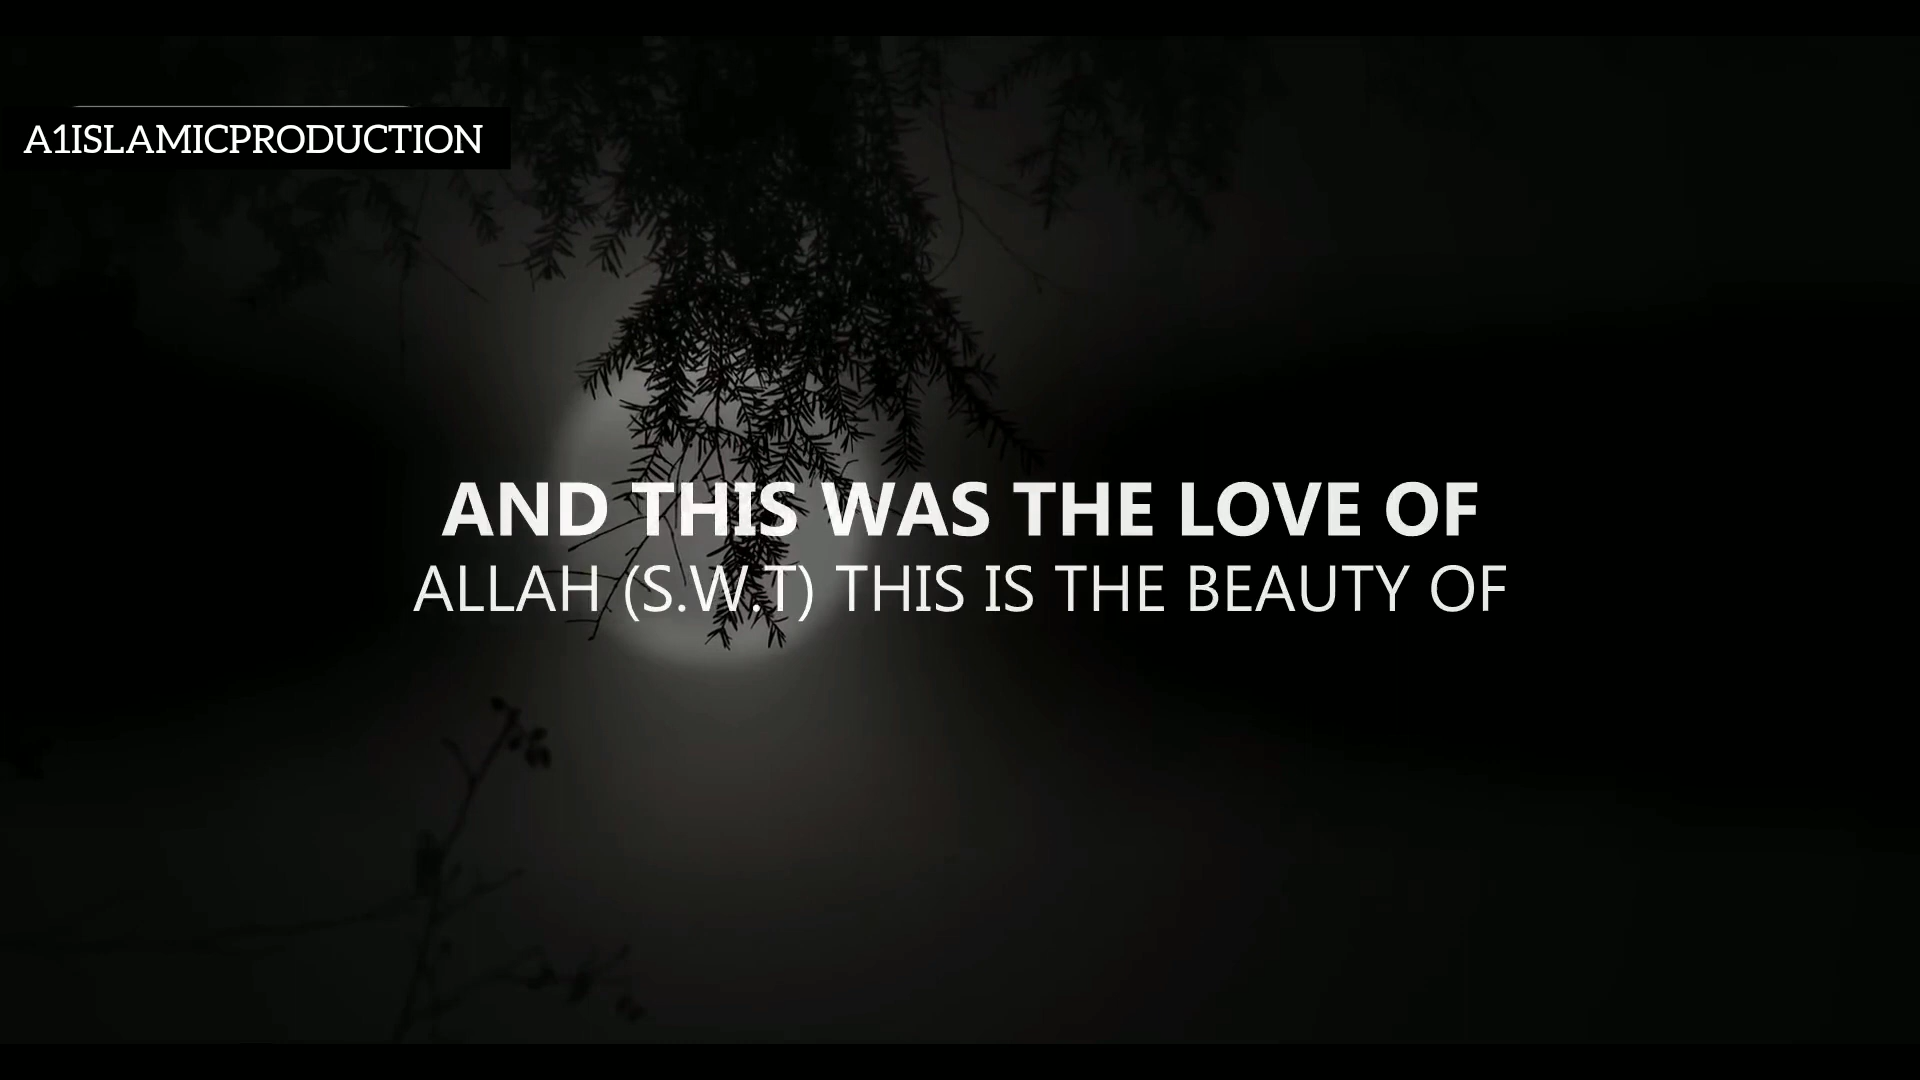 A1ISLAMICPRODUCTION
AND THIS WAS THE LOVE OF
ALLAH (S.W.T) THIS IS THE BEAUTY OF